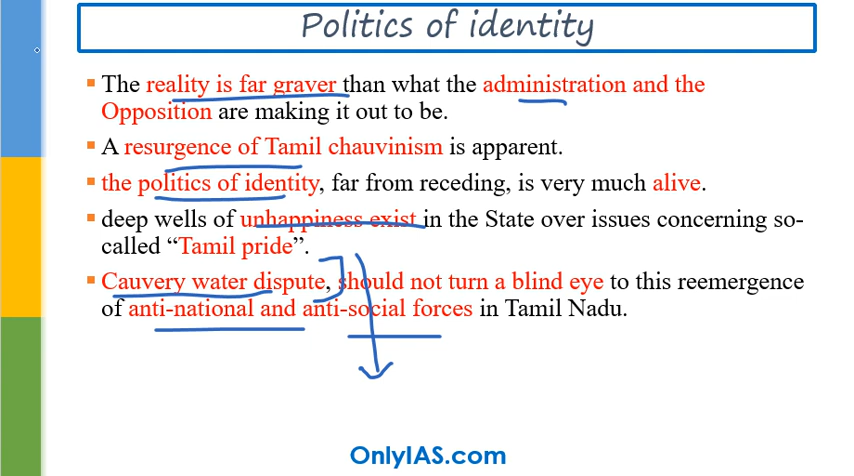 Politics of identity
▪ The reality is far graver than what the administration and the
Opposition are making it out to be.
▪ A resurgence of Tamil chauvinism is apparent.
▪ the politics of identity, far from receding, is very much alive.
▪ deep wells of unhappiness exist in the State over issues concerning so-
called “Tamil pride”.
▪ Cauvery water dispute, should not turn a blind eye to this reemergence
of anti-national and anti-social forces in Tamil Nadu.
OnlyIAS.com